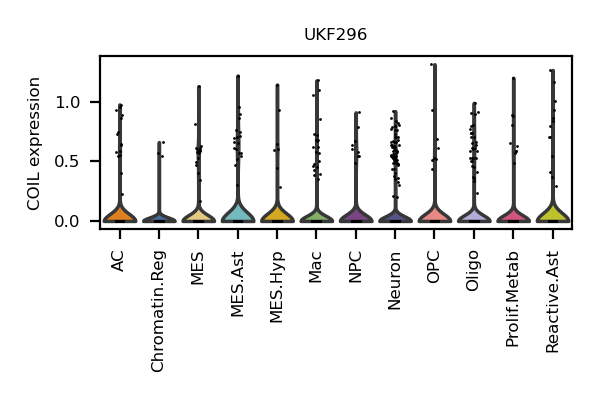 UKF296
COIL expression
1.0
0.5
0.0
AC
Chromatin.Reg
MES
MES.Ast
MES.Hyp
Mac
NPC
Neuron
OPC
Oligo
Prolif.Metab
Reactive.Ast